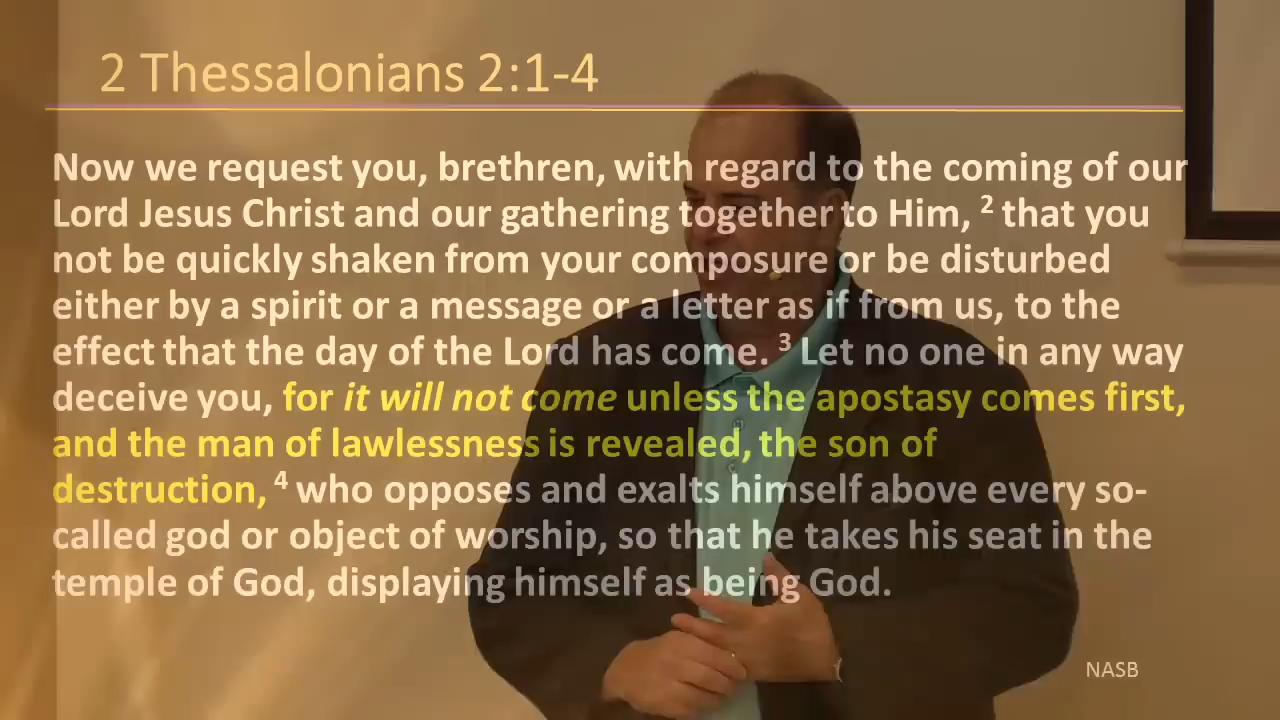 2 Thessalonians 2:1-4
Now we request you, brethren, with regard to the coming of our
Lord Jesus Christ and our gathering together to Him, 2 that you
not be quickly shaken from your composure or be disturbed
either by a spirit or a message or a letter as if from us, to the
effect that the day of the Lord has come. 3 Let no one in any way
deceive you, for it will not come unless the apostasy comes first,
and the man of lawlessness is revealed, the son of
destruction, 4 who opposes and exalts himself above every so-
called god or object of worship, so that he takes his seat in the
temple of God, displaying himself as being God.
NASB